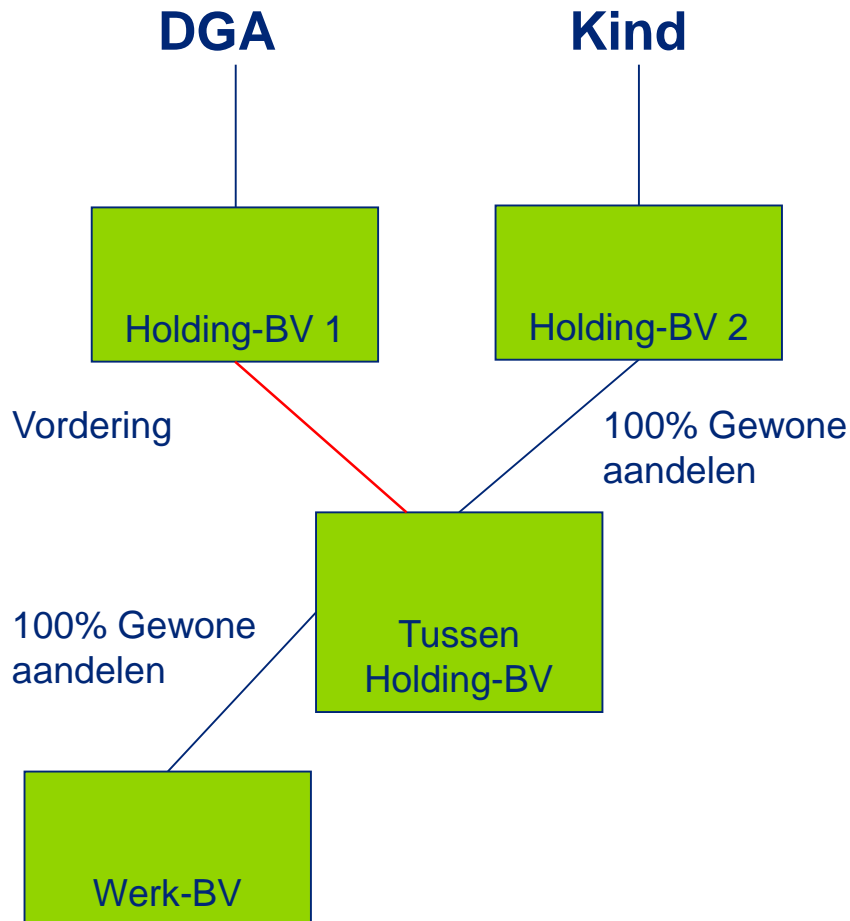 DGA
Kind
Holding-BV 1
Holding-BV 2
Vordering
100% Gewone
aandelen
100% Gewone
aandelen
Tussen
Holding-BV
Werk-BV